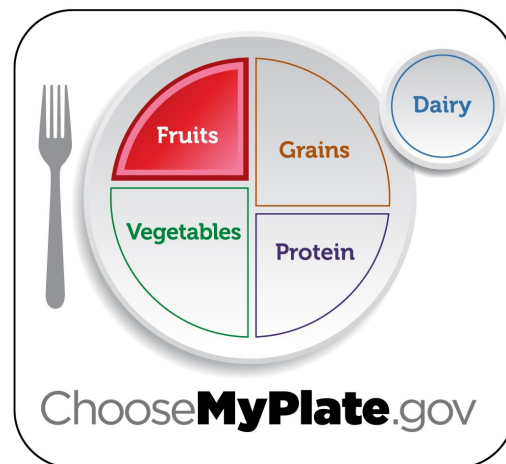 Dairy
Fruits
Grains
Vegetables
Protein
ChooseMyPlate.gov